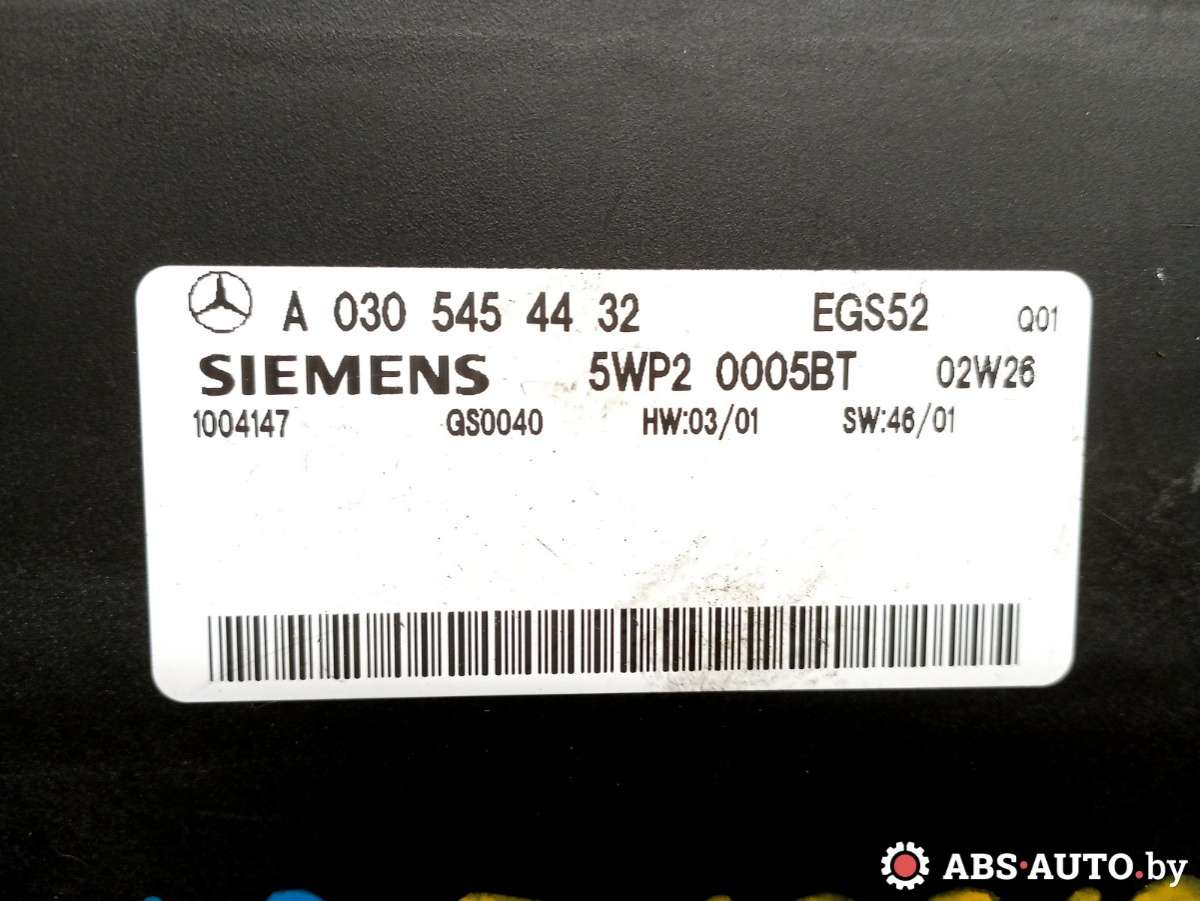 A 030 545 44 32 EGS52 Q01
SIEMENS 5WP2 0005BT 02W26
1004147 GS0040 HW:03/01 SW:46/01
ABS·AUTO.by